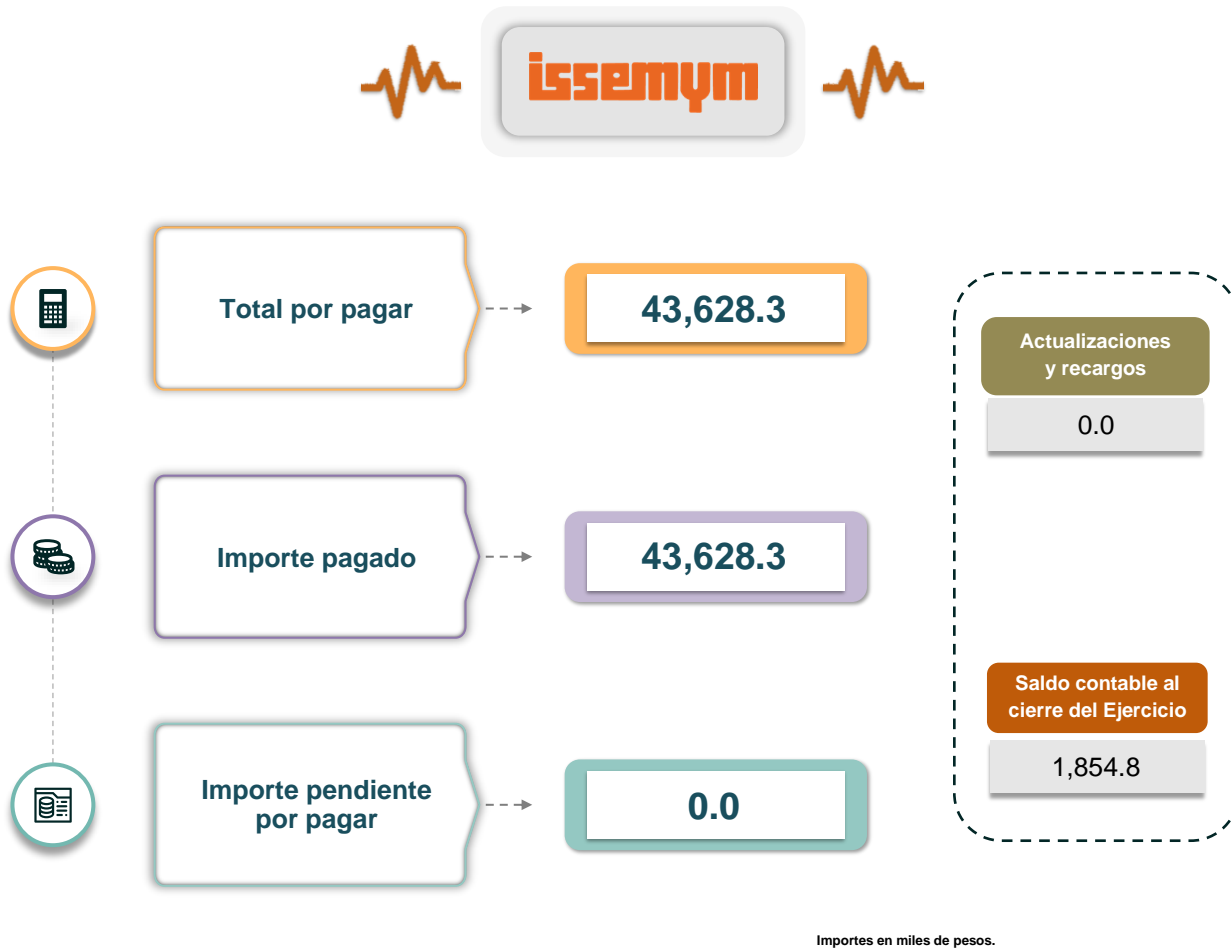 issemym
Total por pagar
43,628.3
Actualizaciones
y recargos
0.0
Importe pagado
43,628.3
Saldo contable al
cierre del Ejercicio
1,854.8
Importe pendiente
por pagar
0.0
Importes en miles de pesos.